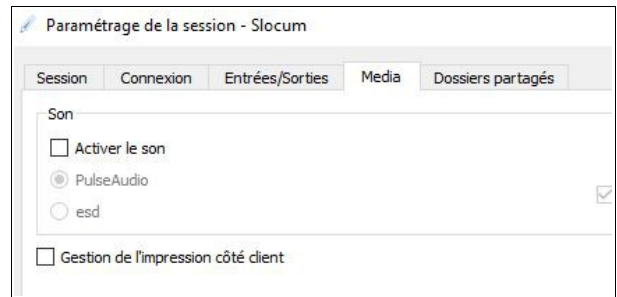 Paramétrage de la session - Slocum
Session Connexion Entrées/Sorties Media Dossiers partagés
Son
Activer le son
PulseAudio
esd
Gestion de l'impression côté client